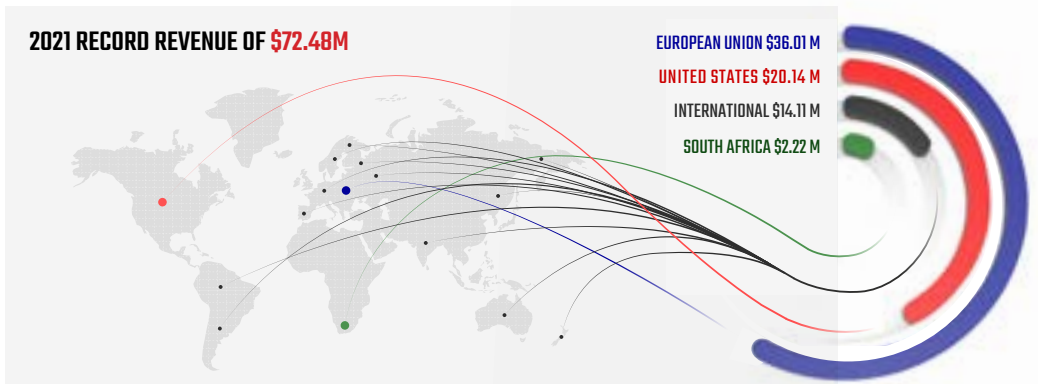 2021 RECORD REVENUE OF $72.48M
EUROPEAN UNION $36.01 M
UNITED STATES $20.14 M
INTERNATIONAL $14.11 M
SOUTH AFRICA $2.22 M